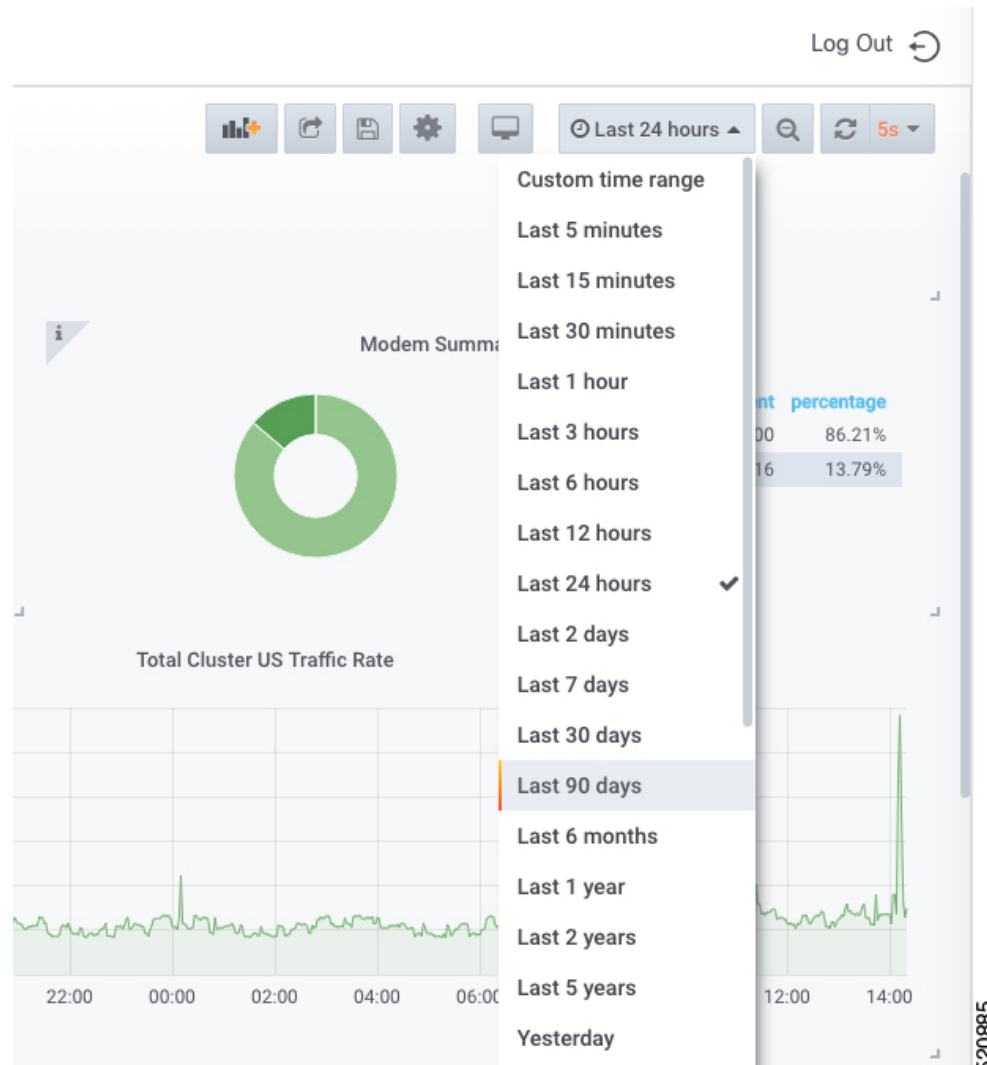 Log Out
Last 24 hours
5s
Custom time range
Last 5 minutes
Last 15 minutes
Last 30 minutes
Last 1 hour
Last 3 hours
Last 6 hours
Last 12 hours
Last 24 hours
Last 2 days
Last 7 days
Last 30 days
Last 90 days
Last 6 months
Last 1 year
Last 2 years
Last 5 years
Yesterday
i
Modem Summa
nt percentage
00 86.21%
16 13.79%
Total Cluster US Traffic Rate
22:00 00:00 02:00 04:00 06:00 12:00 14:00